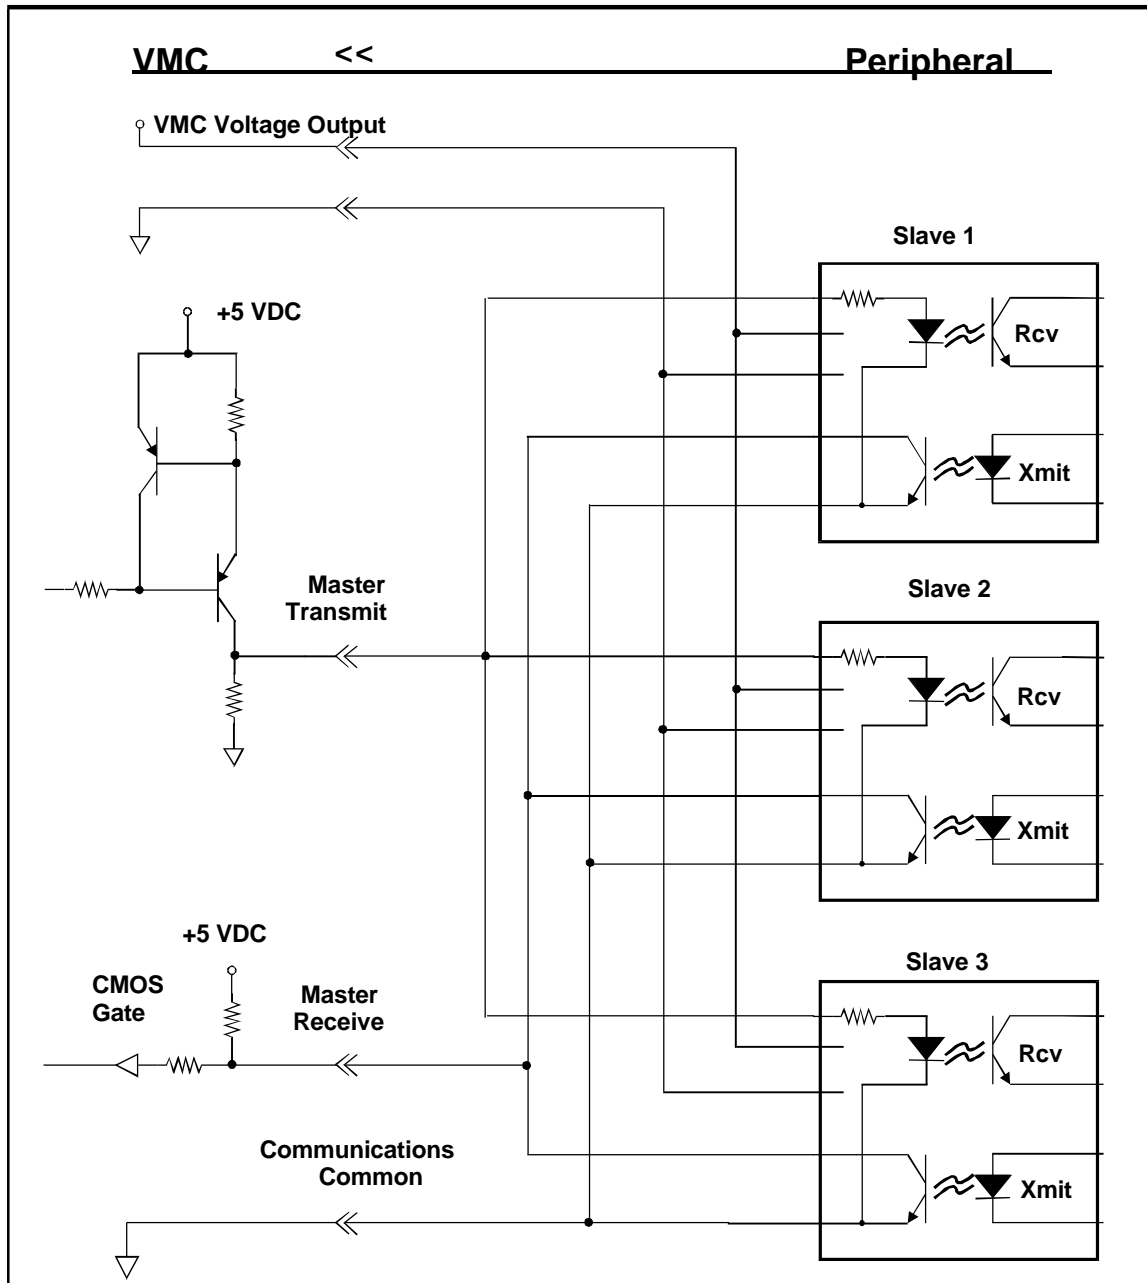 VMC << Peripheral
VMC Voltage Output
Slave 1
+5 VDC
Rcv
Xmit
Master
Transmit
Slave 2
Rcv
Xmit
+5 VDC
CMOS
Gate
Master
Receive
Slave 3
Rcv
Communications
Common
Xmit